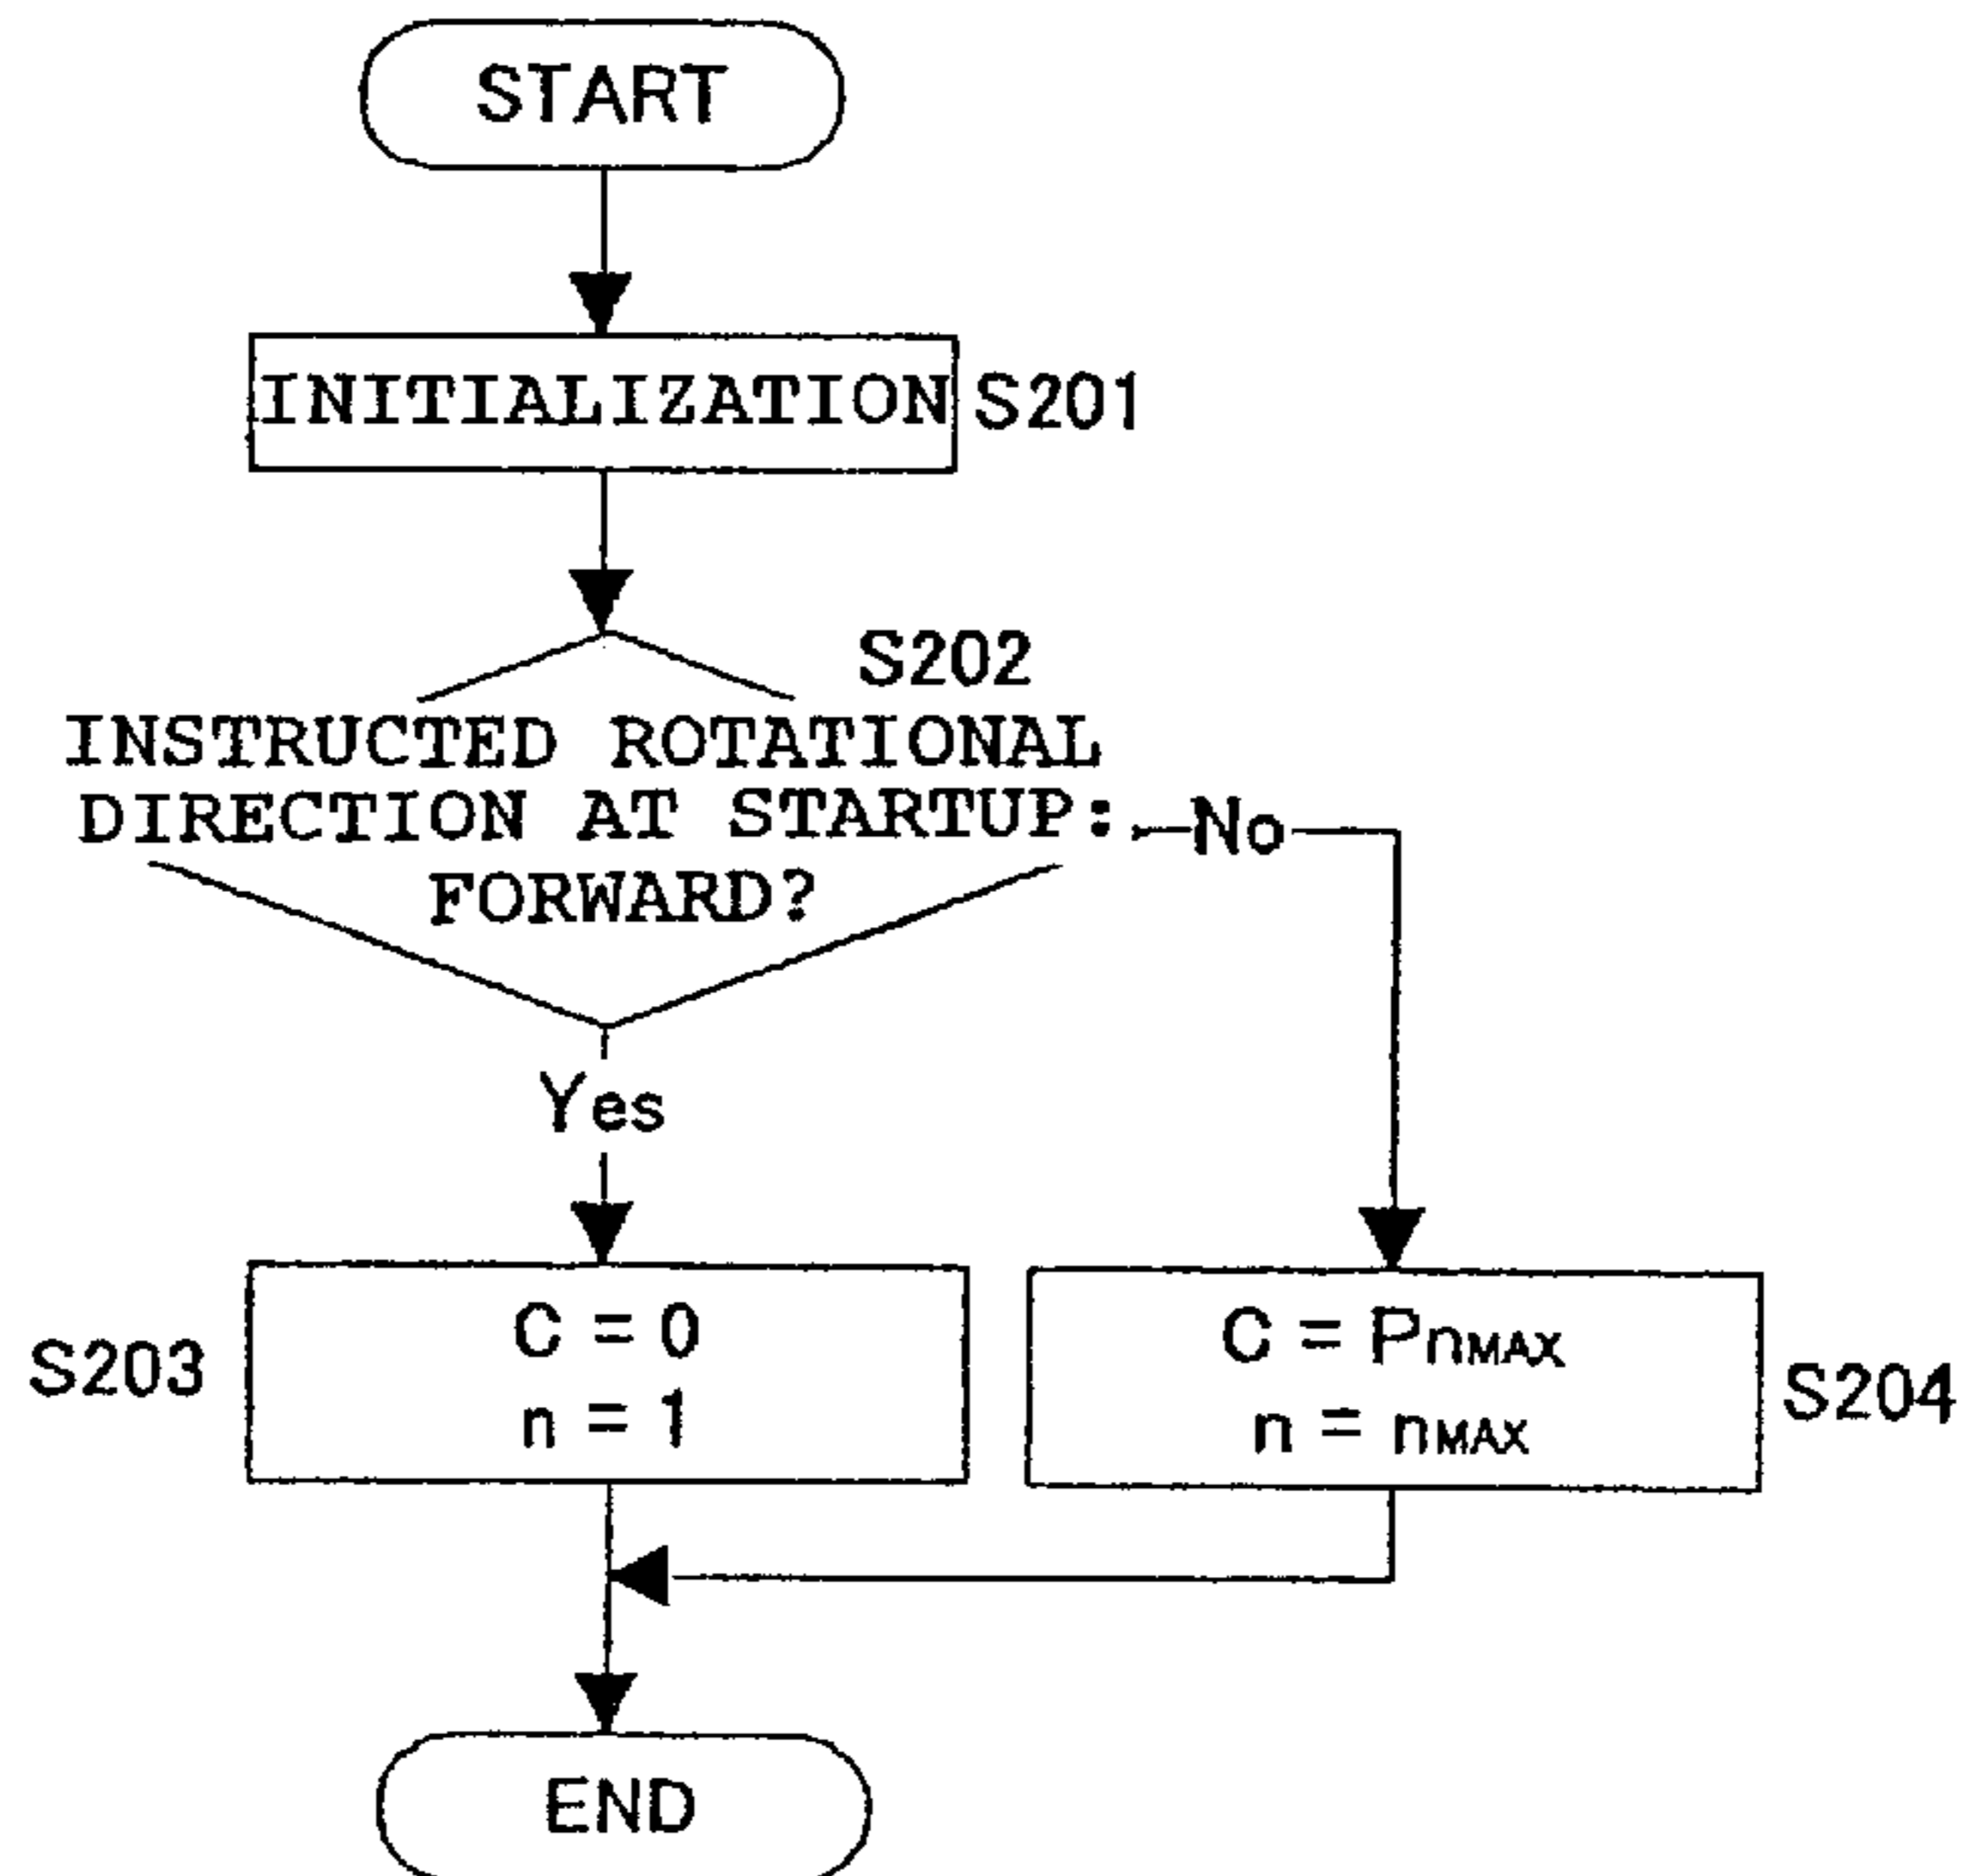 START
INITIALIZATION S201
S202
INSTRUCTED ROTATIONAL
DIRECTION AT STARTUP:
FORWARD?
No
Yes
S203
C = 0
n = 1
C = PnMAX
n = nMAX
S204
END